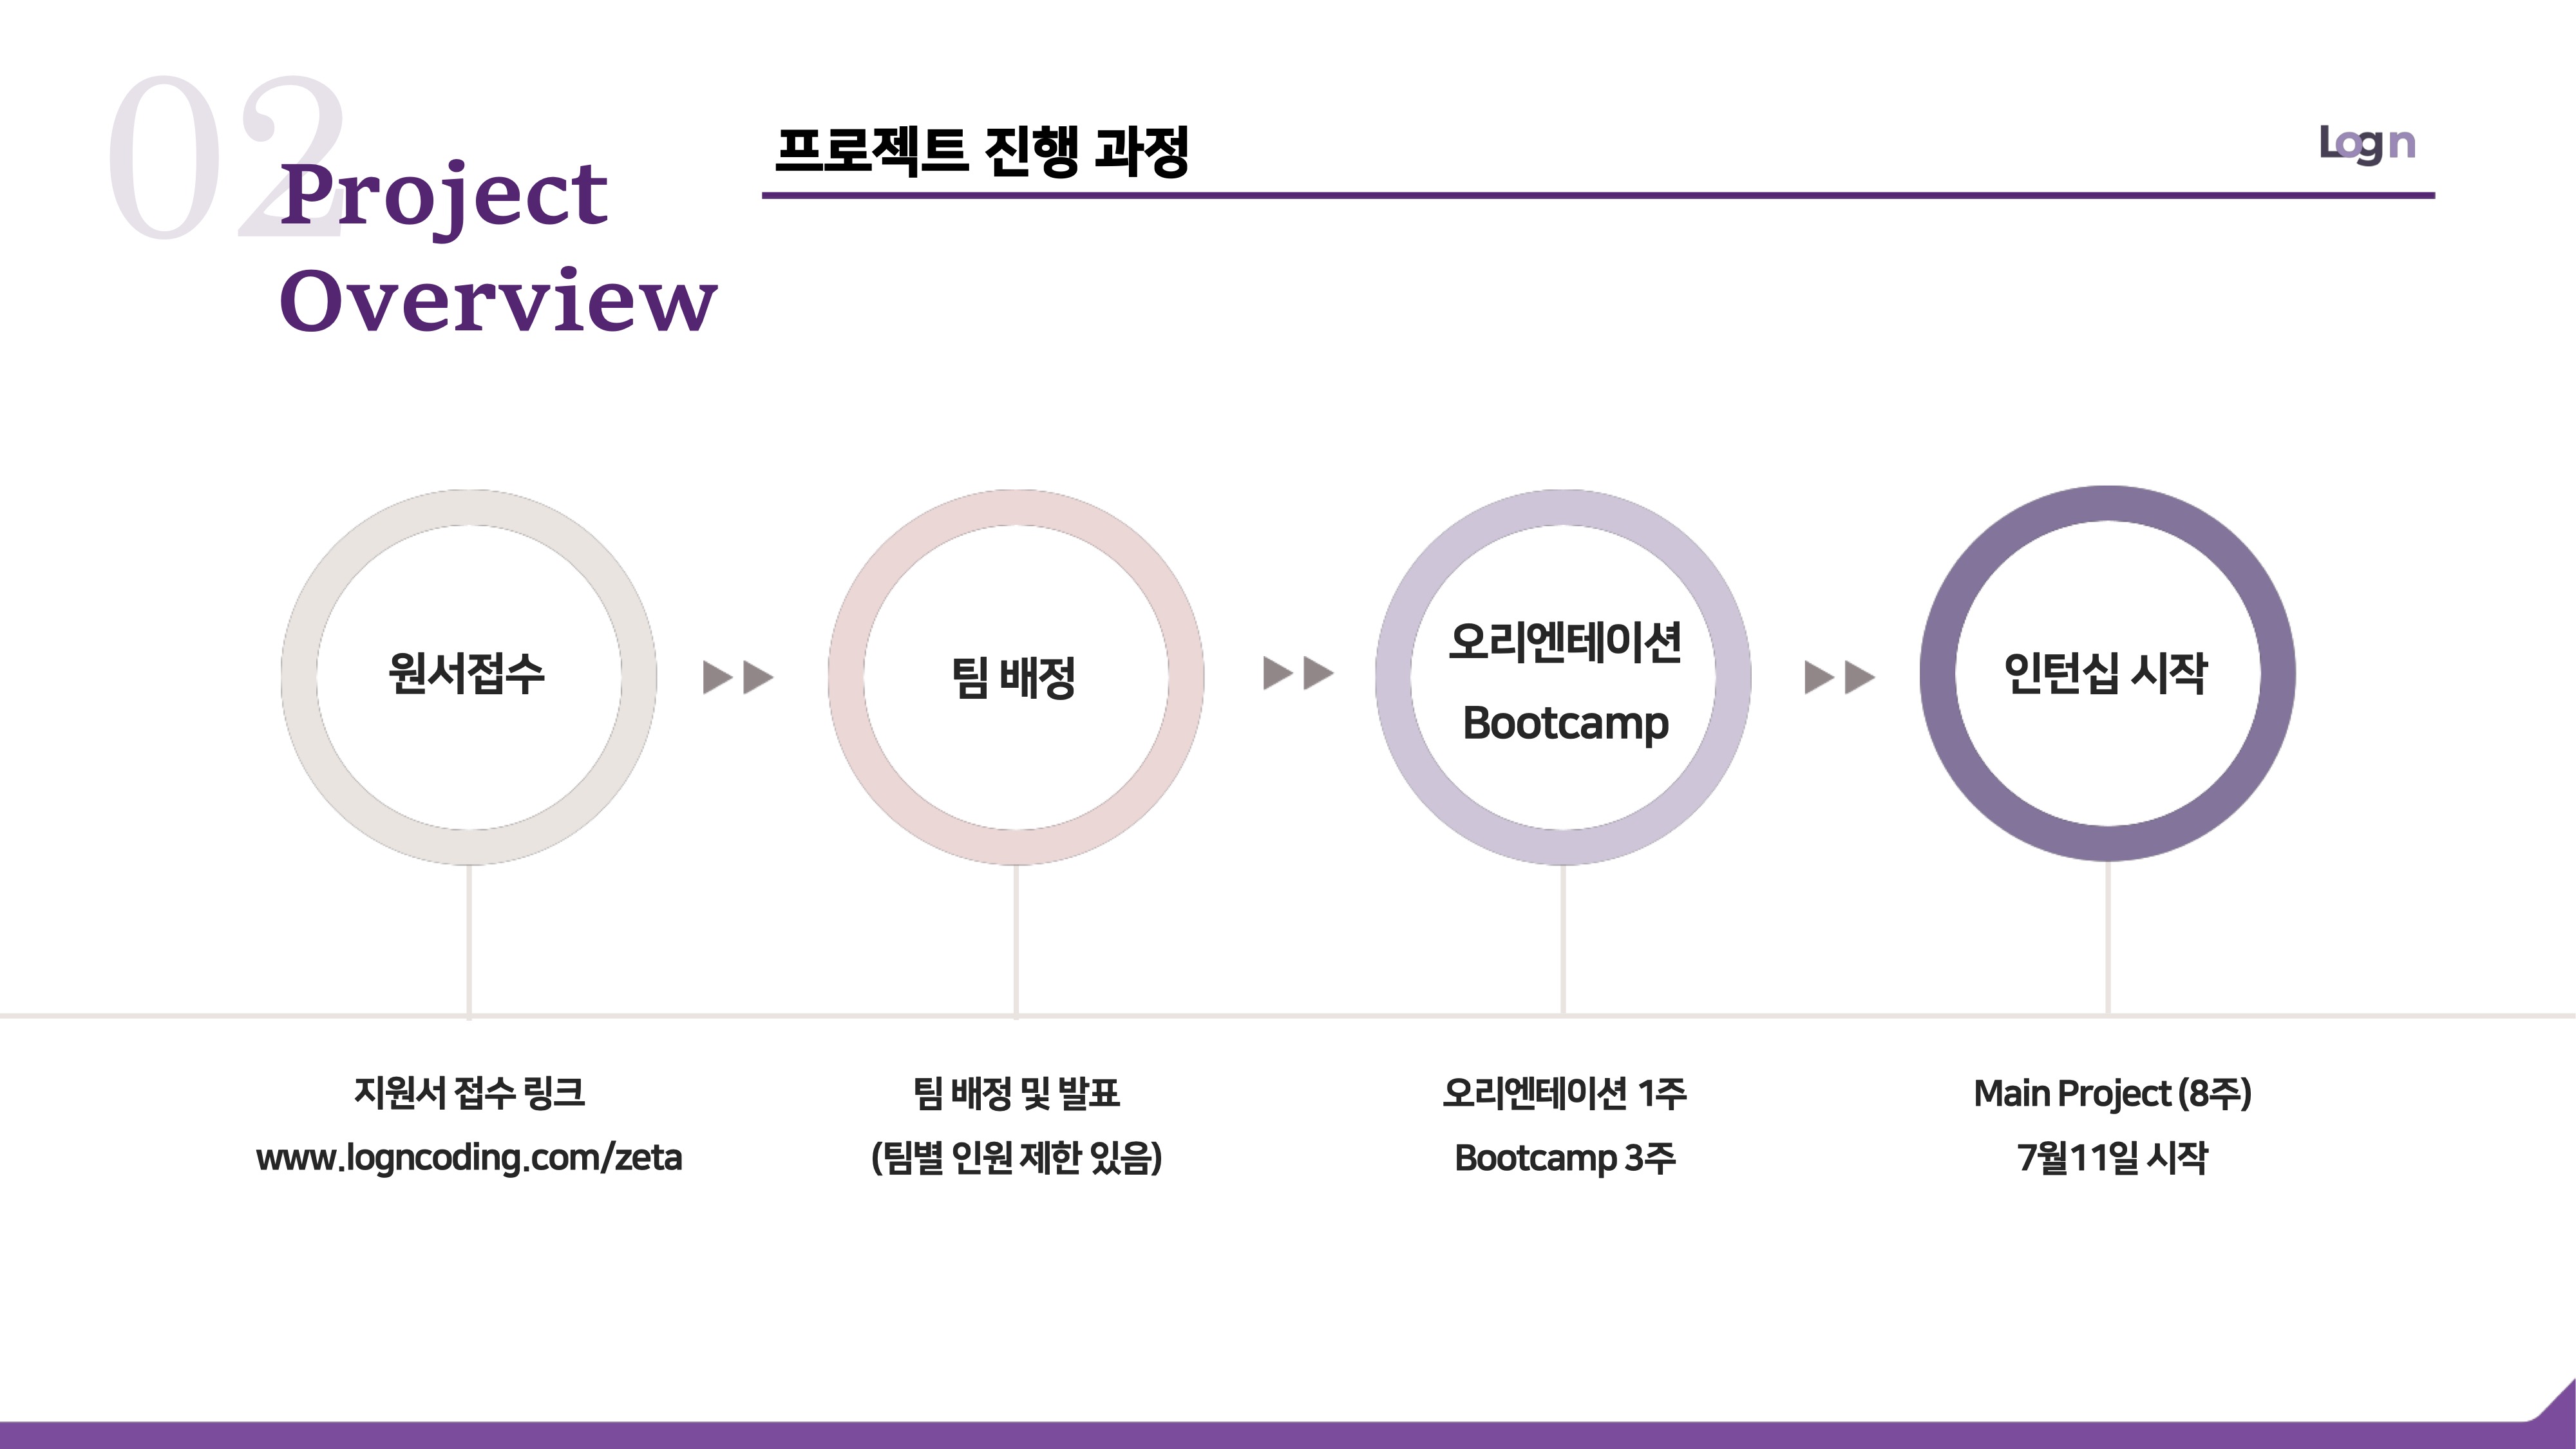 02
Project
Overview
프로젝트 진행 과정
Logn
원서접수
팀 배정
오리엔테이션
Bootcamp
인턴십 시작
지원서 접수 링크
www.logncoding.com/zeta
팀 배정 및 발표
(팀별 인원 제한 있음)
오리엔테이션 1주
Bootcamp 3주
Main Project (8주)
7월11일 시작